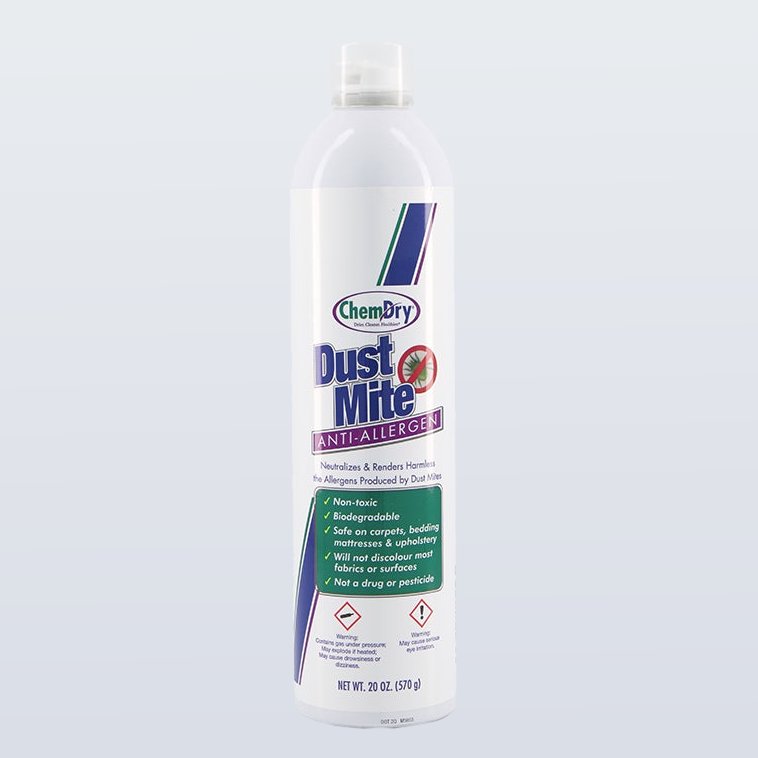 ChemDry®
Drier. Cleaner. Healthier.®
Dust
Mite
ANTI-ALLERGEN
Neutralizes & Renders Harmless
the Allergens Produced by Dust Mites
✓ Non-toxic
✓ Biodegradable
✓ Safe on carpets, bedding
mattresses & upholstery
✓ Will not discolour most
fabrics or surfaces
✓ Not a drug or pesticide
Warning:
Contains gas under pressure;
May explode if heated;
May cause drowsiness or
dizziness.
Warning:
May cause serious
eye irritation.
NET WT. 20 OZ. (570 g)